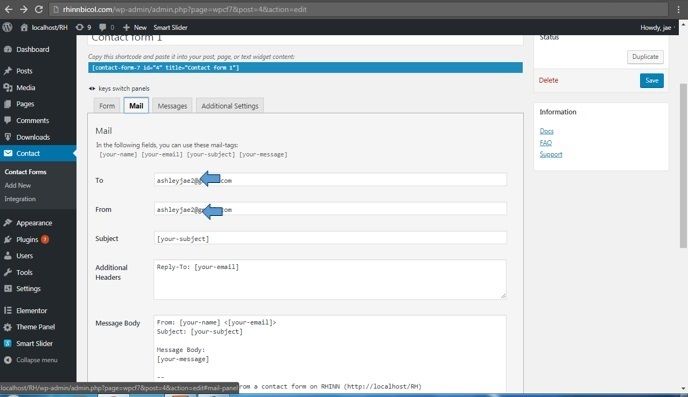 rhinnbicol.com/wp-admin/admin.php?page=wpcf7&post=4&action=edit
localhost/RH 9 0 New Smart Slider Howdy, jae
Dashboard
Posts
Media
Pages
Comments
Downloads
Contact
Contact Forms
Add New
Integration
Appearance
Plugins 7
Users
Tools
Settings
Elementor
Theme Panel
Smart Slider
Collapse menu
Contact form 1
Copy this shortcode and paste it into your post, page, or text widget content:
[contact-form-7 id="4" title="Contact form 1"]
keys switch panels
Form Mail Messages Additional Settings
Mail
In the following fields, you can use these mail-tags:
[your-name] [your-email] [your-subject] [your-message]
To ashleyjae2@ com
From ashleyjae2@ com
Subject [your-subject]
Additional Headers Reply-To: [your-email]
Message Body From: [your-name] <[your-email]>
Subject: [your-subject]
Message Body:
[your-message]
--
from a contact form on RHINN (http://localhost/RH)
Status
Duplicate
Delete Save
Information
Docs
FAQ
Support
localhost/RH/wp-admin/admin.php?page=wpcf7&post=4&action=edit#mail-panel